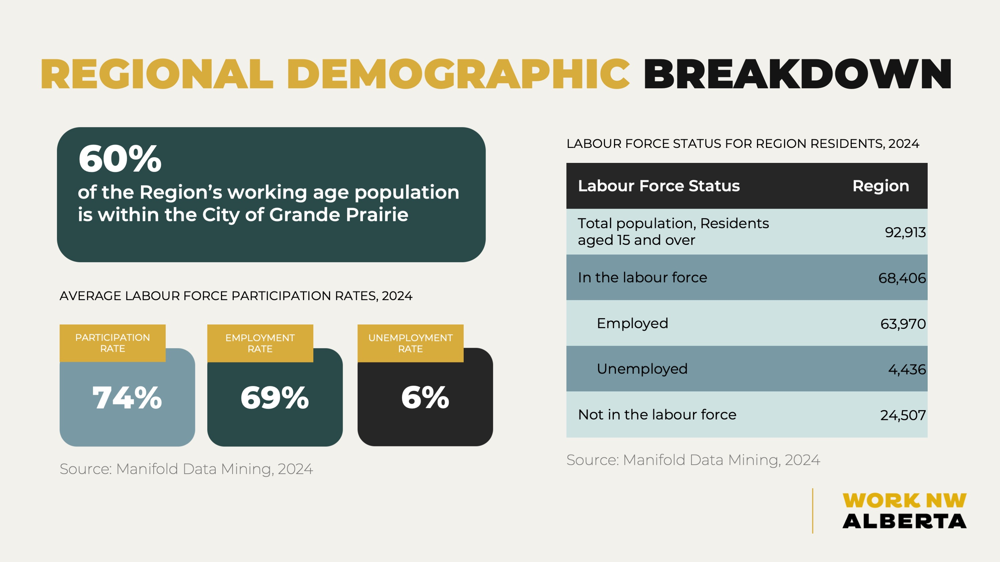 REGIONAL DEMOGRAPHIC BREAKDOWN
60%
of the Region’s working age population
is within the City of Grande Prairie
AVERAGE LABOUR FORCE PARTICIPATION RATES, 2024
PARTICIPATION
RATE
74%
EMPLOYMENT
RATE
69%
UNEMPLOYMENT
RATE
6%
Source: Manifold Data Mining, 2024
LABOUR FORCE STATUS FOR REGION RESIDENTS, 2024
Labour Force Status Region
Total population, Residents
aged 15 and over 92,913
In the labour force 68,406
Employed 63,970
Unemployed 4,436
Not in the labour force 24,507
Source: Manifold Data Mining, 2024
WORK NW
ALBERTA